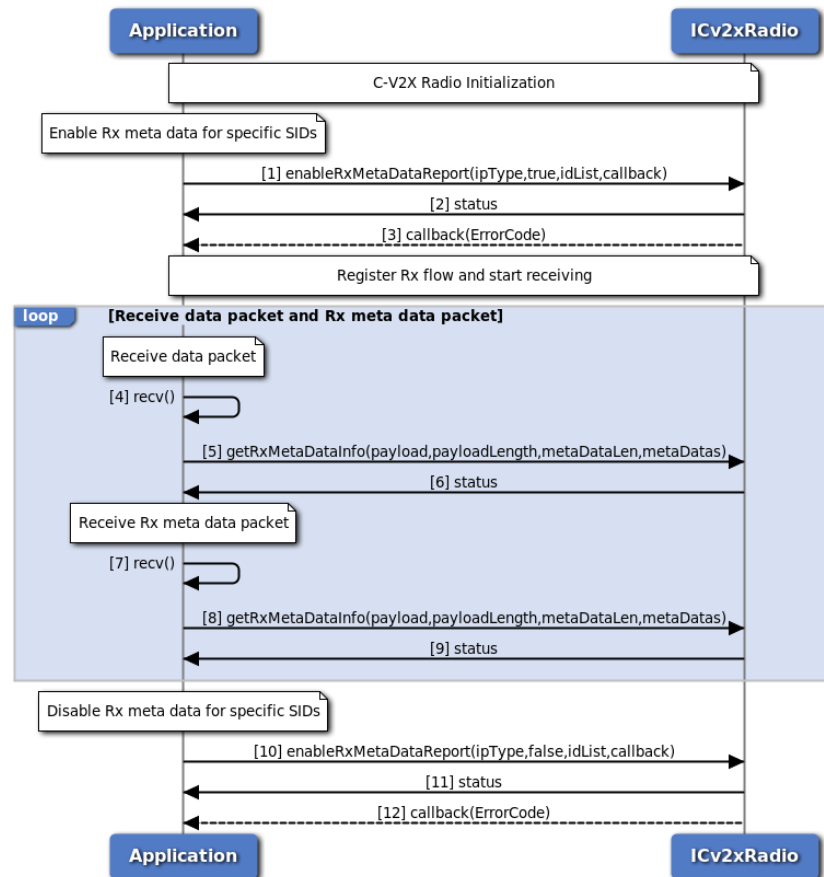 Application
ICv2xRadio
C-V2X Radio Initialization
Enable Rx meta data for specific SIDs
[1] enableRxMetaDataReport(ipType,true,idList,callback)
[2] status
[3] callback(ErrorCode)
Register Rx flow and start receiving
loop
[Receive data packet and Rx meta data packet]
Receive data packet
[4] recv()
[5] getRxMetaDataInfo(payload,payloadLength,metaDataLen,metaDatas)
[6] status
Receive Rx meta data packet
[7] recv()
[8] getRxMetaDataInfo(payload,payloadLength,metaDataLen,metaDatas)
[9] status
Disable Rx meta data for specific SIDs
[10] enableRxMetaDataReport(ipType,false,idList,callback)
[11] status
[12] callback(ErrorCode)
Application
ICv2xRadio